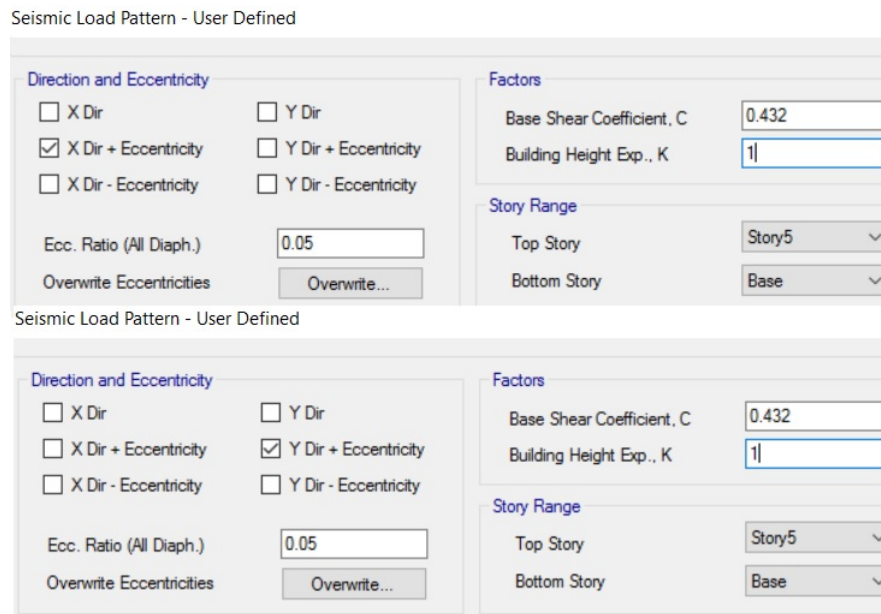 Seismic Load Pattern - User Defined
Direction and Eccentricity
X Dir Y Dir
X Dir + Eccentricity Y Dir + Eccentricity
X Dir - Eccentricity Y Dir - Eccentricity
Ecc. Ratio (All Diaph.) 0.05
Overwrite Eccentricities Overwrite...
Factors
Base Shear Coefficient, C 0.432
Building Height Exp., K 1
Story Range
Top Story Story5
Bottom Story Base
Seismic Load Pattern - User Defined
Direction and Eccentricity
X Dir Y Dir
X Dir + Eccentricity Y Dir + Eccentricity
X Dir - Eccentricity Y Dir - Eccentricity
Ecc. Ratio (All Diaph.) 0.05
Overwrite Eccentricities Overwrite...
Factors
Base Shear Coefficient, C 0.432
Building Height Exp., K 1
Story Range
Top Story Story5
Bottom Story Base